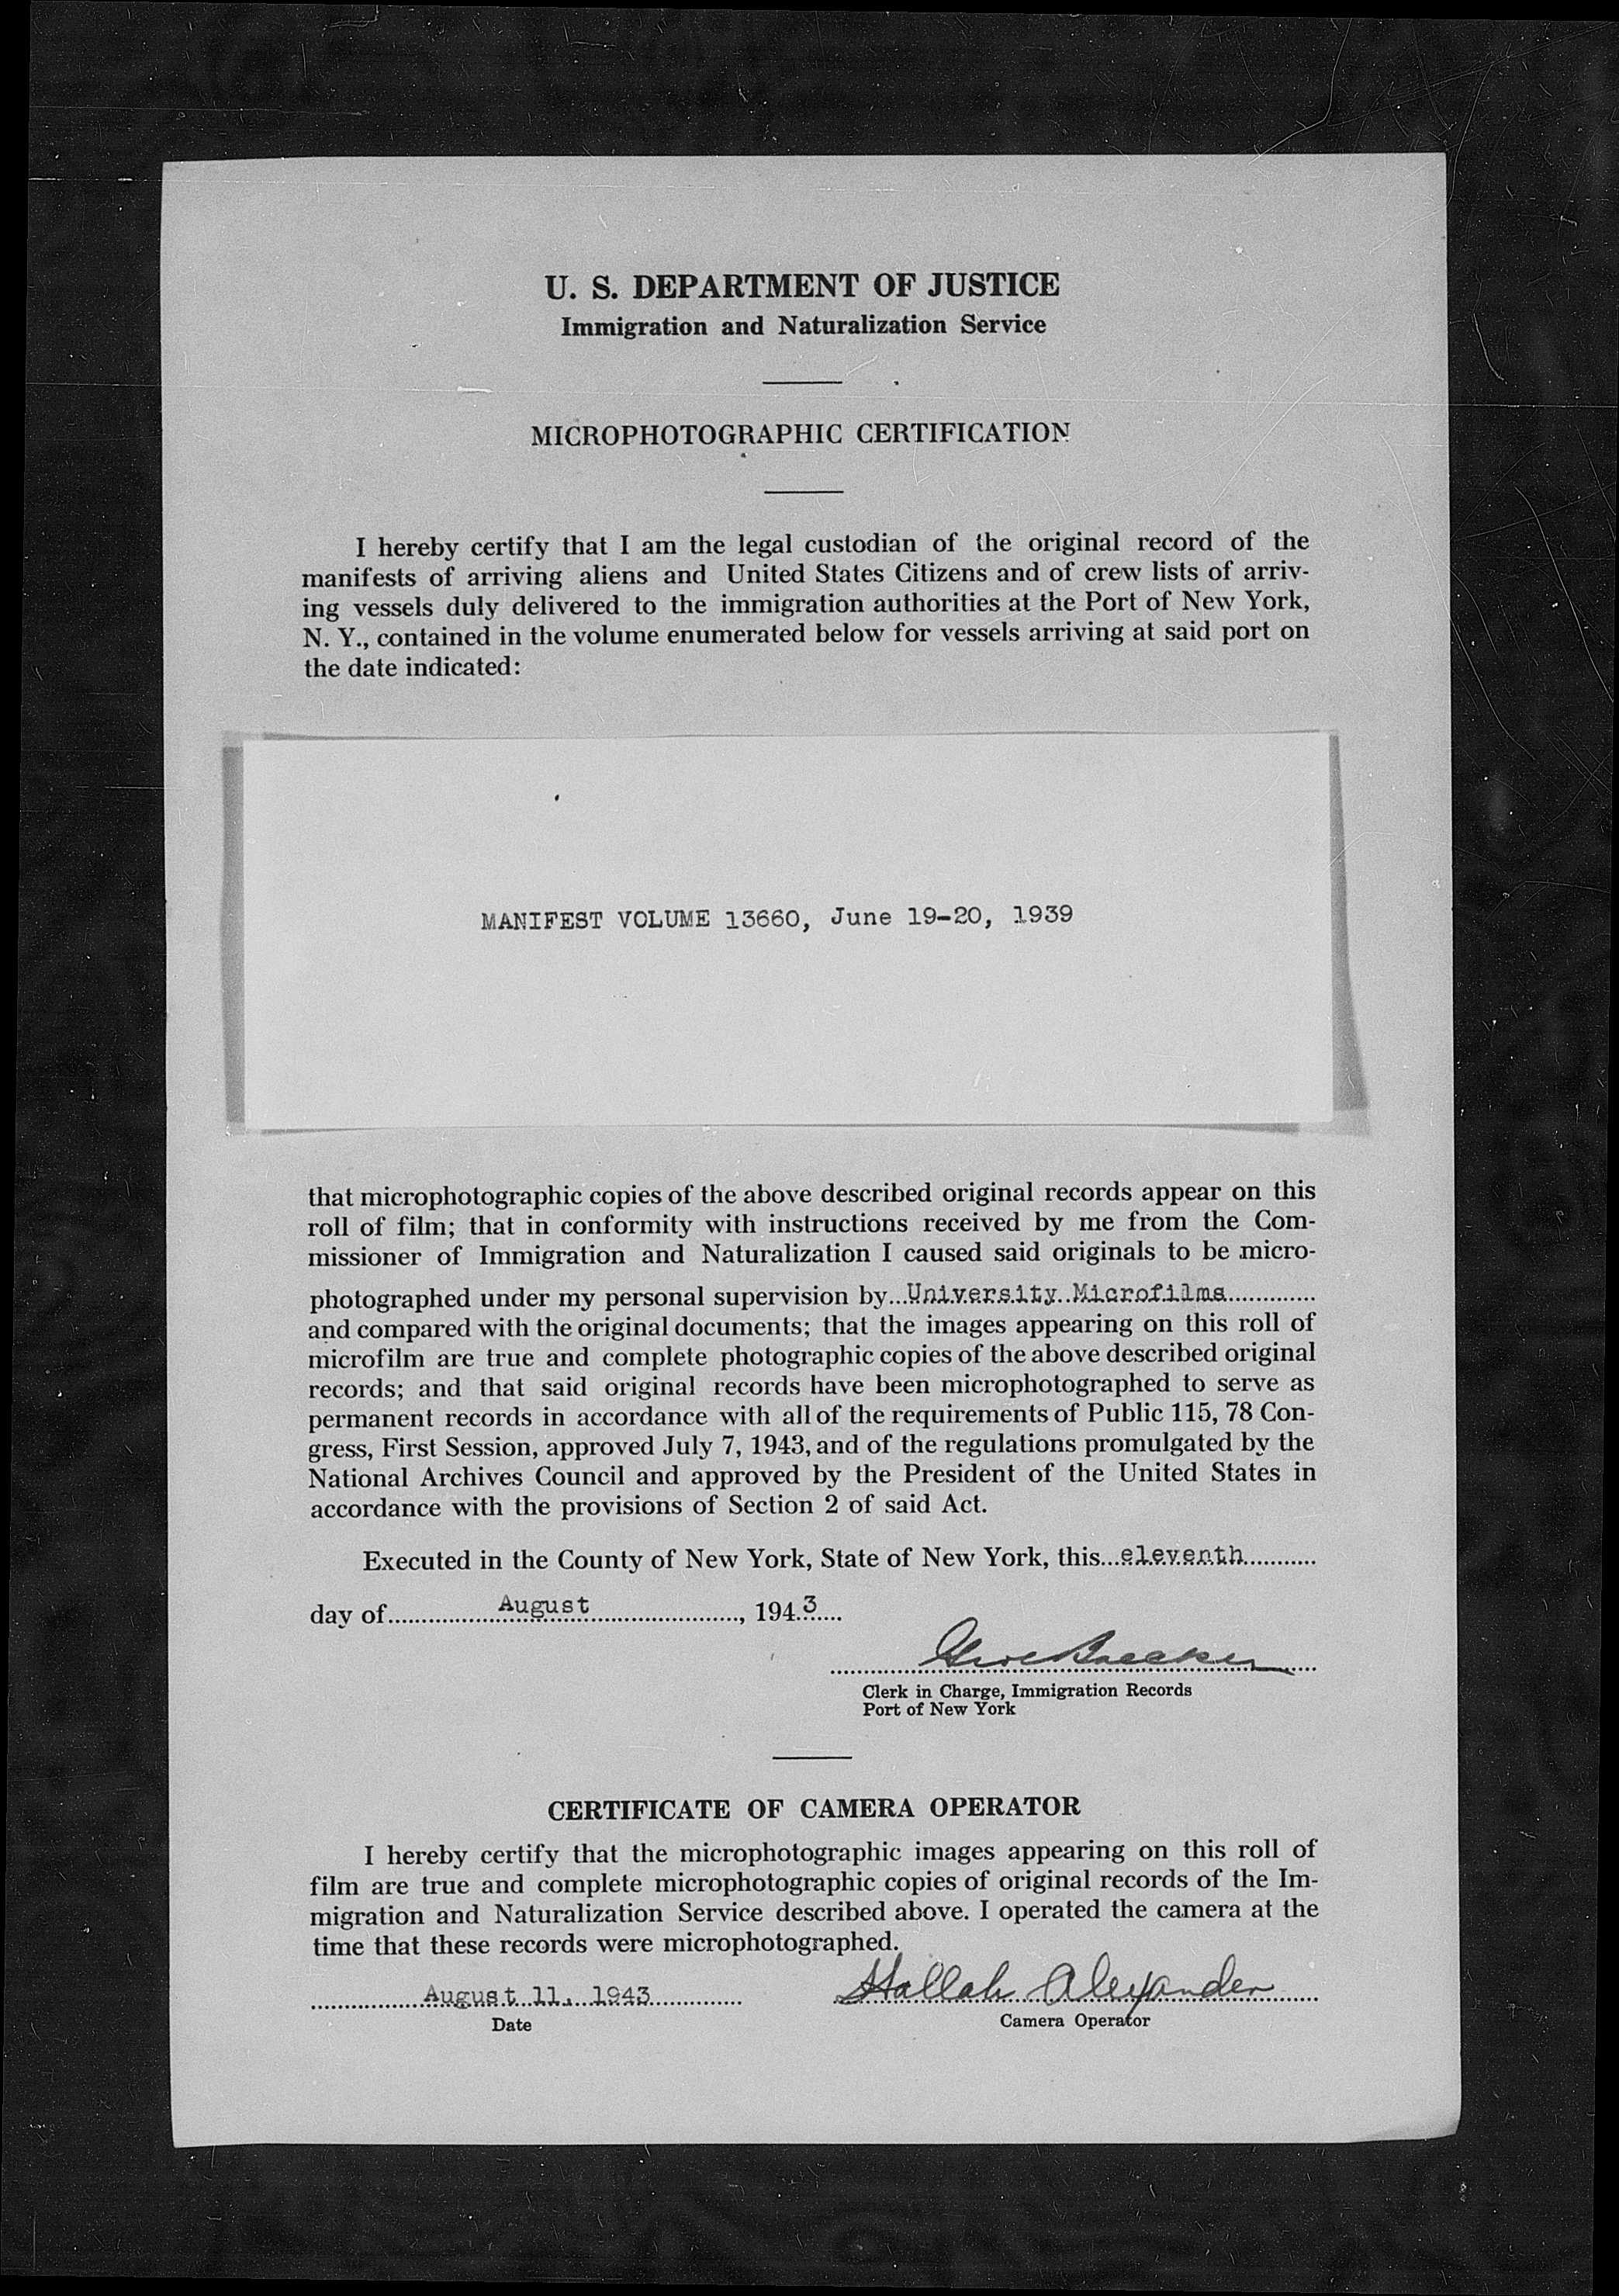 U. S. DEPARTMENT OF JUSTICE
Immigration and Naturalization Service
MICROPHOTOGRAPHIC CERTIFICATION
I hereby certify that I am the legal custodian of the original record of the
manifests of arriving aliens and United States Citizens and of crew lists of arriv-
ing vessels duly delivered to the immigration authorities at the Port of New York,
N. Y., contained in the volume enumerated below for vessels arriving at said port on
the date indicated:
MANIFEST VOLUME 13660, June 19-20, 1939
that microphotographic copies of the above described original records appear on this
roll of film; that in conformity with instructions received by me from the Com-
missioner of Immigration and Naturalization I caused said originals to be micro-
photographed under my personal supervision by...University Microfilms
and compared with the original documents; that the images appearing on this roll of
microfilm are true and complete photographic copies of the above described original
records; and that said original records have been microphotographed to serve as
permanent records in accordance with all of the requirements of Public 115, 78 Con-
gress, First Session, approved July 7, 1943, and of the regulations promulgated by the
National Archives Council and approved by the President of the United States in
accordance with the provisions of Section 2 of said Act.
Executed in the County of New York, State of New York, this...eleventh
day of August, 1943
Clerk in Charge, Immigration Records
Port of New York
CERTIFICATE OF CAMERA OPERATOR
I hereby certify that the microphotographic images appearing on this roll of
film are true and complete microphotographic copies of original records of the Im-
migration and Naturalization Service described above. I operated the camera at the
time that these records were microphotographed.
August 11, 1943 Hallah Alexander
Date Camera Operator